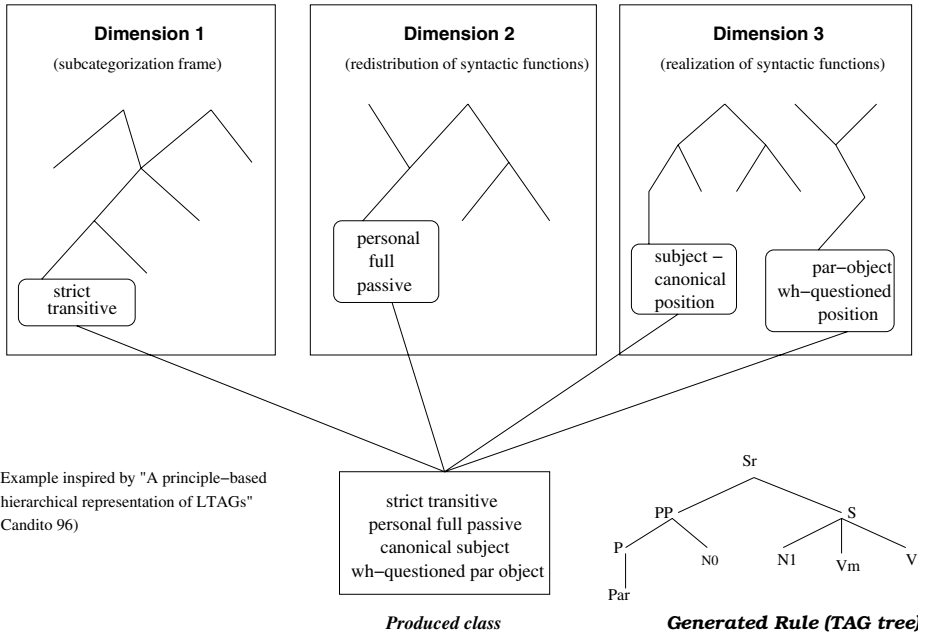 Dimension 1
(subcategorization frame)
strict
transitive
Dimension 2
(redistribution of syntactic functions)
personal
full
passive
Dimension 3
(realization of syntactic functions)
subject −
canonical
position
par−object
wh−questioned
position
Example inspired by "A principle−based
hierarchical representation of LTAGs"
Candito 96)
strict transitive
personal full passive
canonical subject
wh−questioned par object
Produced class
Sr
PP S
P N0 N1 Vm V
Par
Generated Rule (TAG tree)